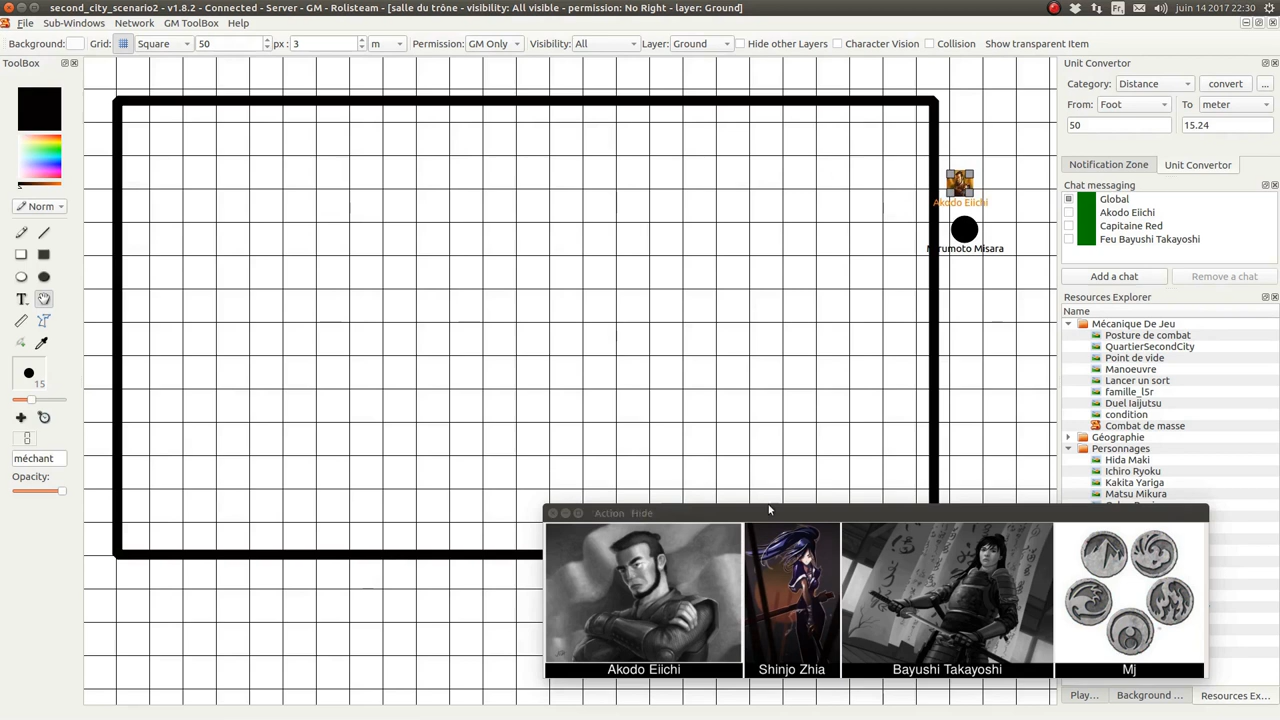 second_city_scenario2 - v1.8.2 - Connected - Server - GM - Rolisteam - [salle du trône - visibility: All visible - permission: No Right - layer: Ground]
Fr
juin 14 2017 22:30
File Sub-Windows Network GM ToolBox Help
Background: Grid: Square 50 px : 3 m Permission: GM Only Visibility: All Layer: Ground Hide other Layers Character Vision Collision Show transparent Item
ToolBox
Norm
T
15
méchant
Opacity:
Akodo Eiichi
Misara
Unit Convertor
Category: Distance convert ...
From: Foot To meter
50 15.24
Notification Zone Unit Convertor
Chat messaging
Global
Akodo Eiichi
Capitaine Red
Feu Bayushi Takayoshi
Add a chat Remove a chat
Resources Explorer
Name
Mécanique De Jeu
Posture de combat
QuartierSecondCity
Point de vide
Manoeuvre
Lancer un sort
famille_l5r
Duel Iaijutsu
condition
Combat de masse
Géographie
Personnages
Hida Maki
Ichiro Ryoku
Kakita Yariga
Matsu Mikura
Action Hide
Akodo Eiichi Shinjo Zhia Bayushi Takayoshi Mj
Play... Background ... Resources Ex...